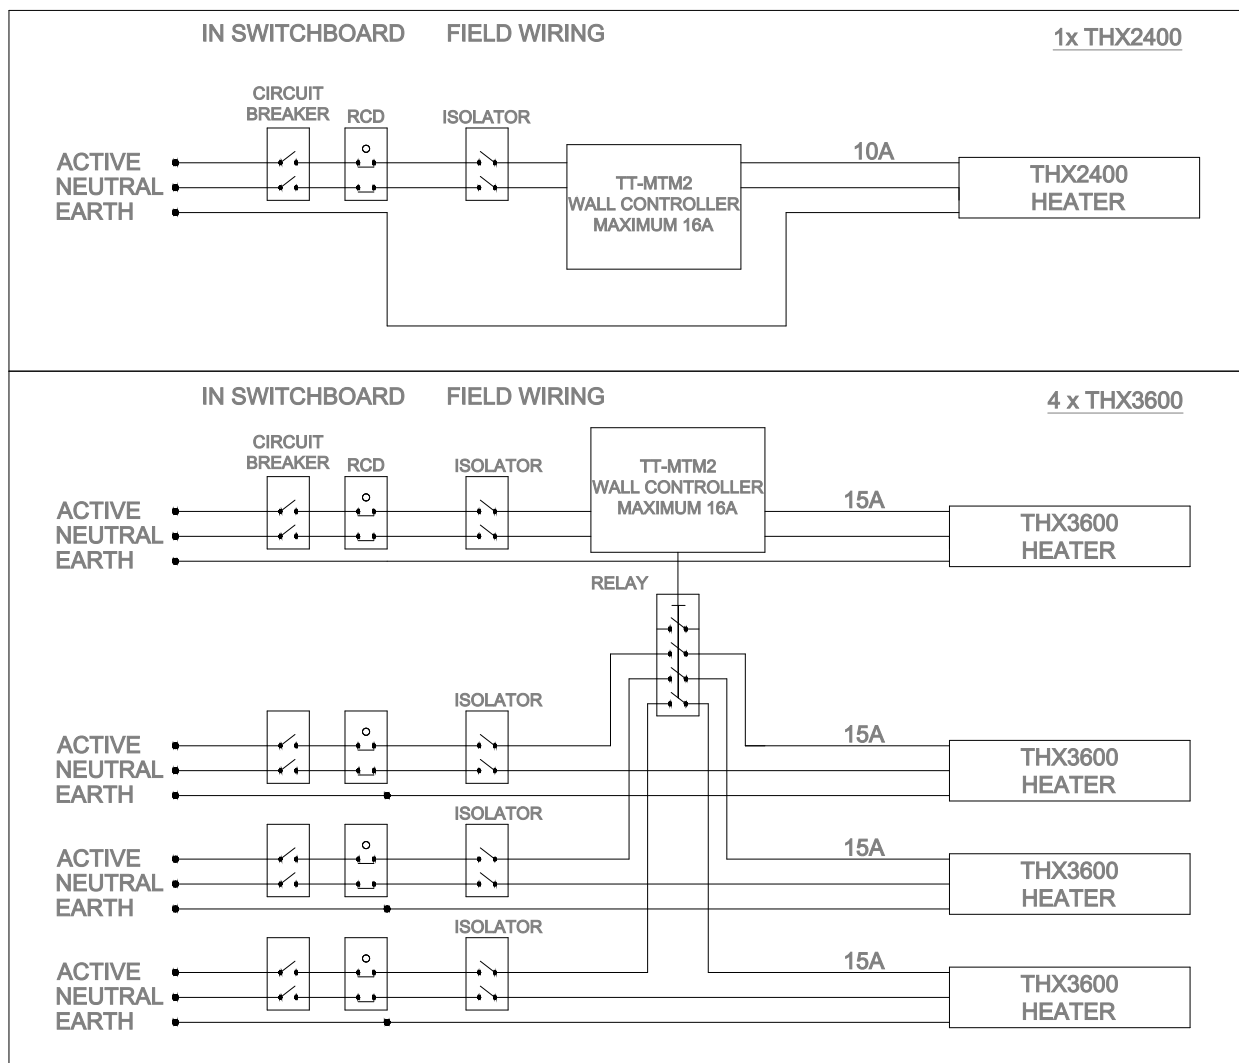 IN SWITCHBOARD FIELD WIRING 1x THX2400
CIRCUIT
BREAKER RCD ISOLATOR
ACTIVE 10A
NEUTRAL
EARTH
TT-MTM2
WALL CONTROLLER
MAXIMUM 16A
THX2400
HEATER
IN SWITCHBOARD FIELD WIRING 4 x THX3600
CIRCUIT
BREAKER RCD ISOLATOR
TT-MTM2
WALL CONTROLLER
MAXIMUM 16A
ACTIVE 15A
NEUTRAL
EARTH
THX3600
HEATER
RELAY
ISOLATOR
ACTIVE 15A
NEUTRAL
EARTH
THX3600
HEATER
ISOLATOR
ACTIVE 15A
NEUTRAL
EARTH
THX3600
HEATER
ISOLATOR
ACTIVE 15A
NEUTRAL
EARTH
THX3600
HEATER